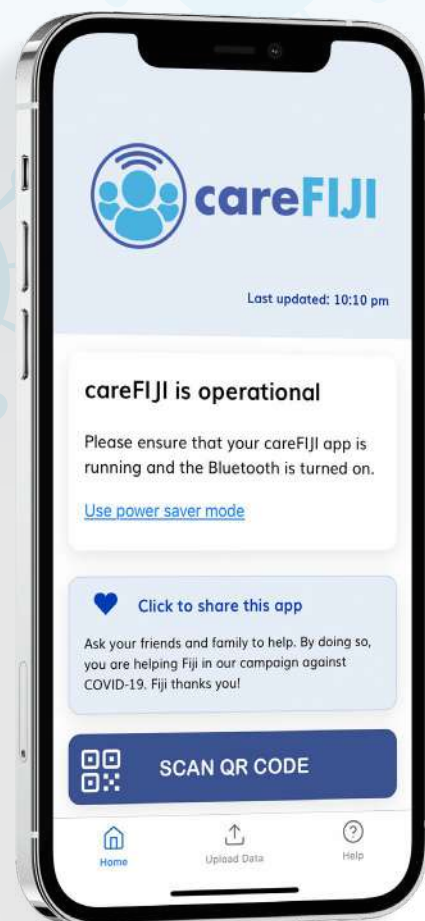 careFIJI
Last updated: 10:10 pm
careFIJI is operational
Please ensure that your careFIJI app is
running and the Bluetooth is turned on.
Use power saver mode
Click to share this app
Ask your friends and family to help. By doing so,
you are helping Fiji in our campaign against
COVID-19. Fiji thanks you!
SCAN QR CODE
Home
Upload Data
Help